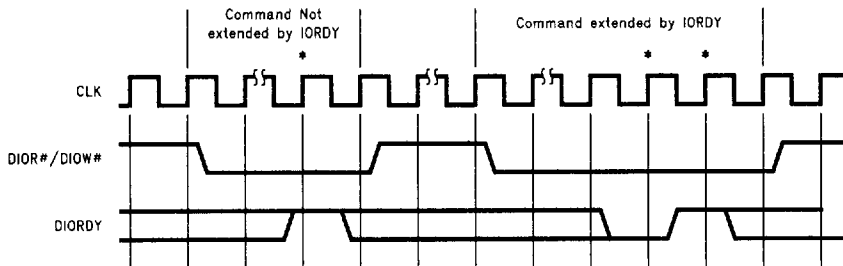 Command Not
extended by IORDY
Command extended by IORDY
*
*
*
CLK
DIOR#/DIOW#
DIORDY